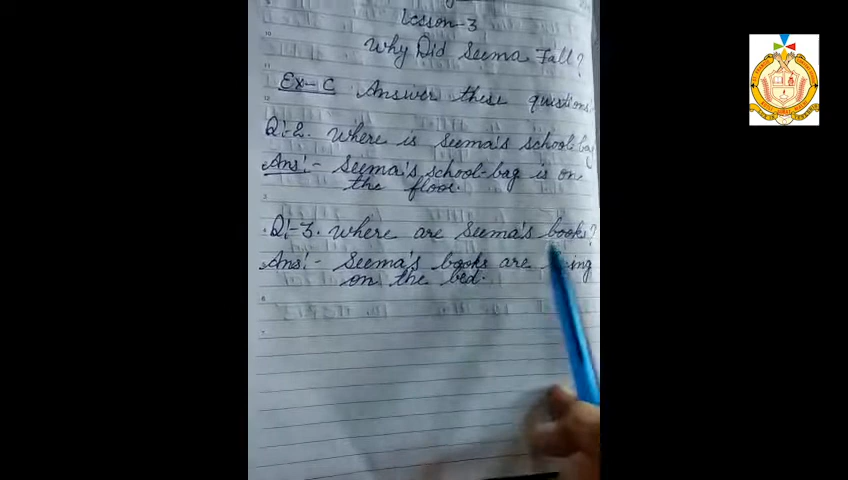 Lesson-3
Why Did Seema Fall?
Ex-C Answer these questions:
Q:-2. Where is Seema's school-bag
Ans:- Seema's school-bag is on
the floor.
Q:-3. Where are Seema's books?
Ans:- Seema's books are
on the bed.